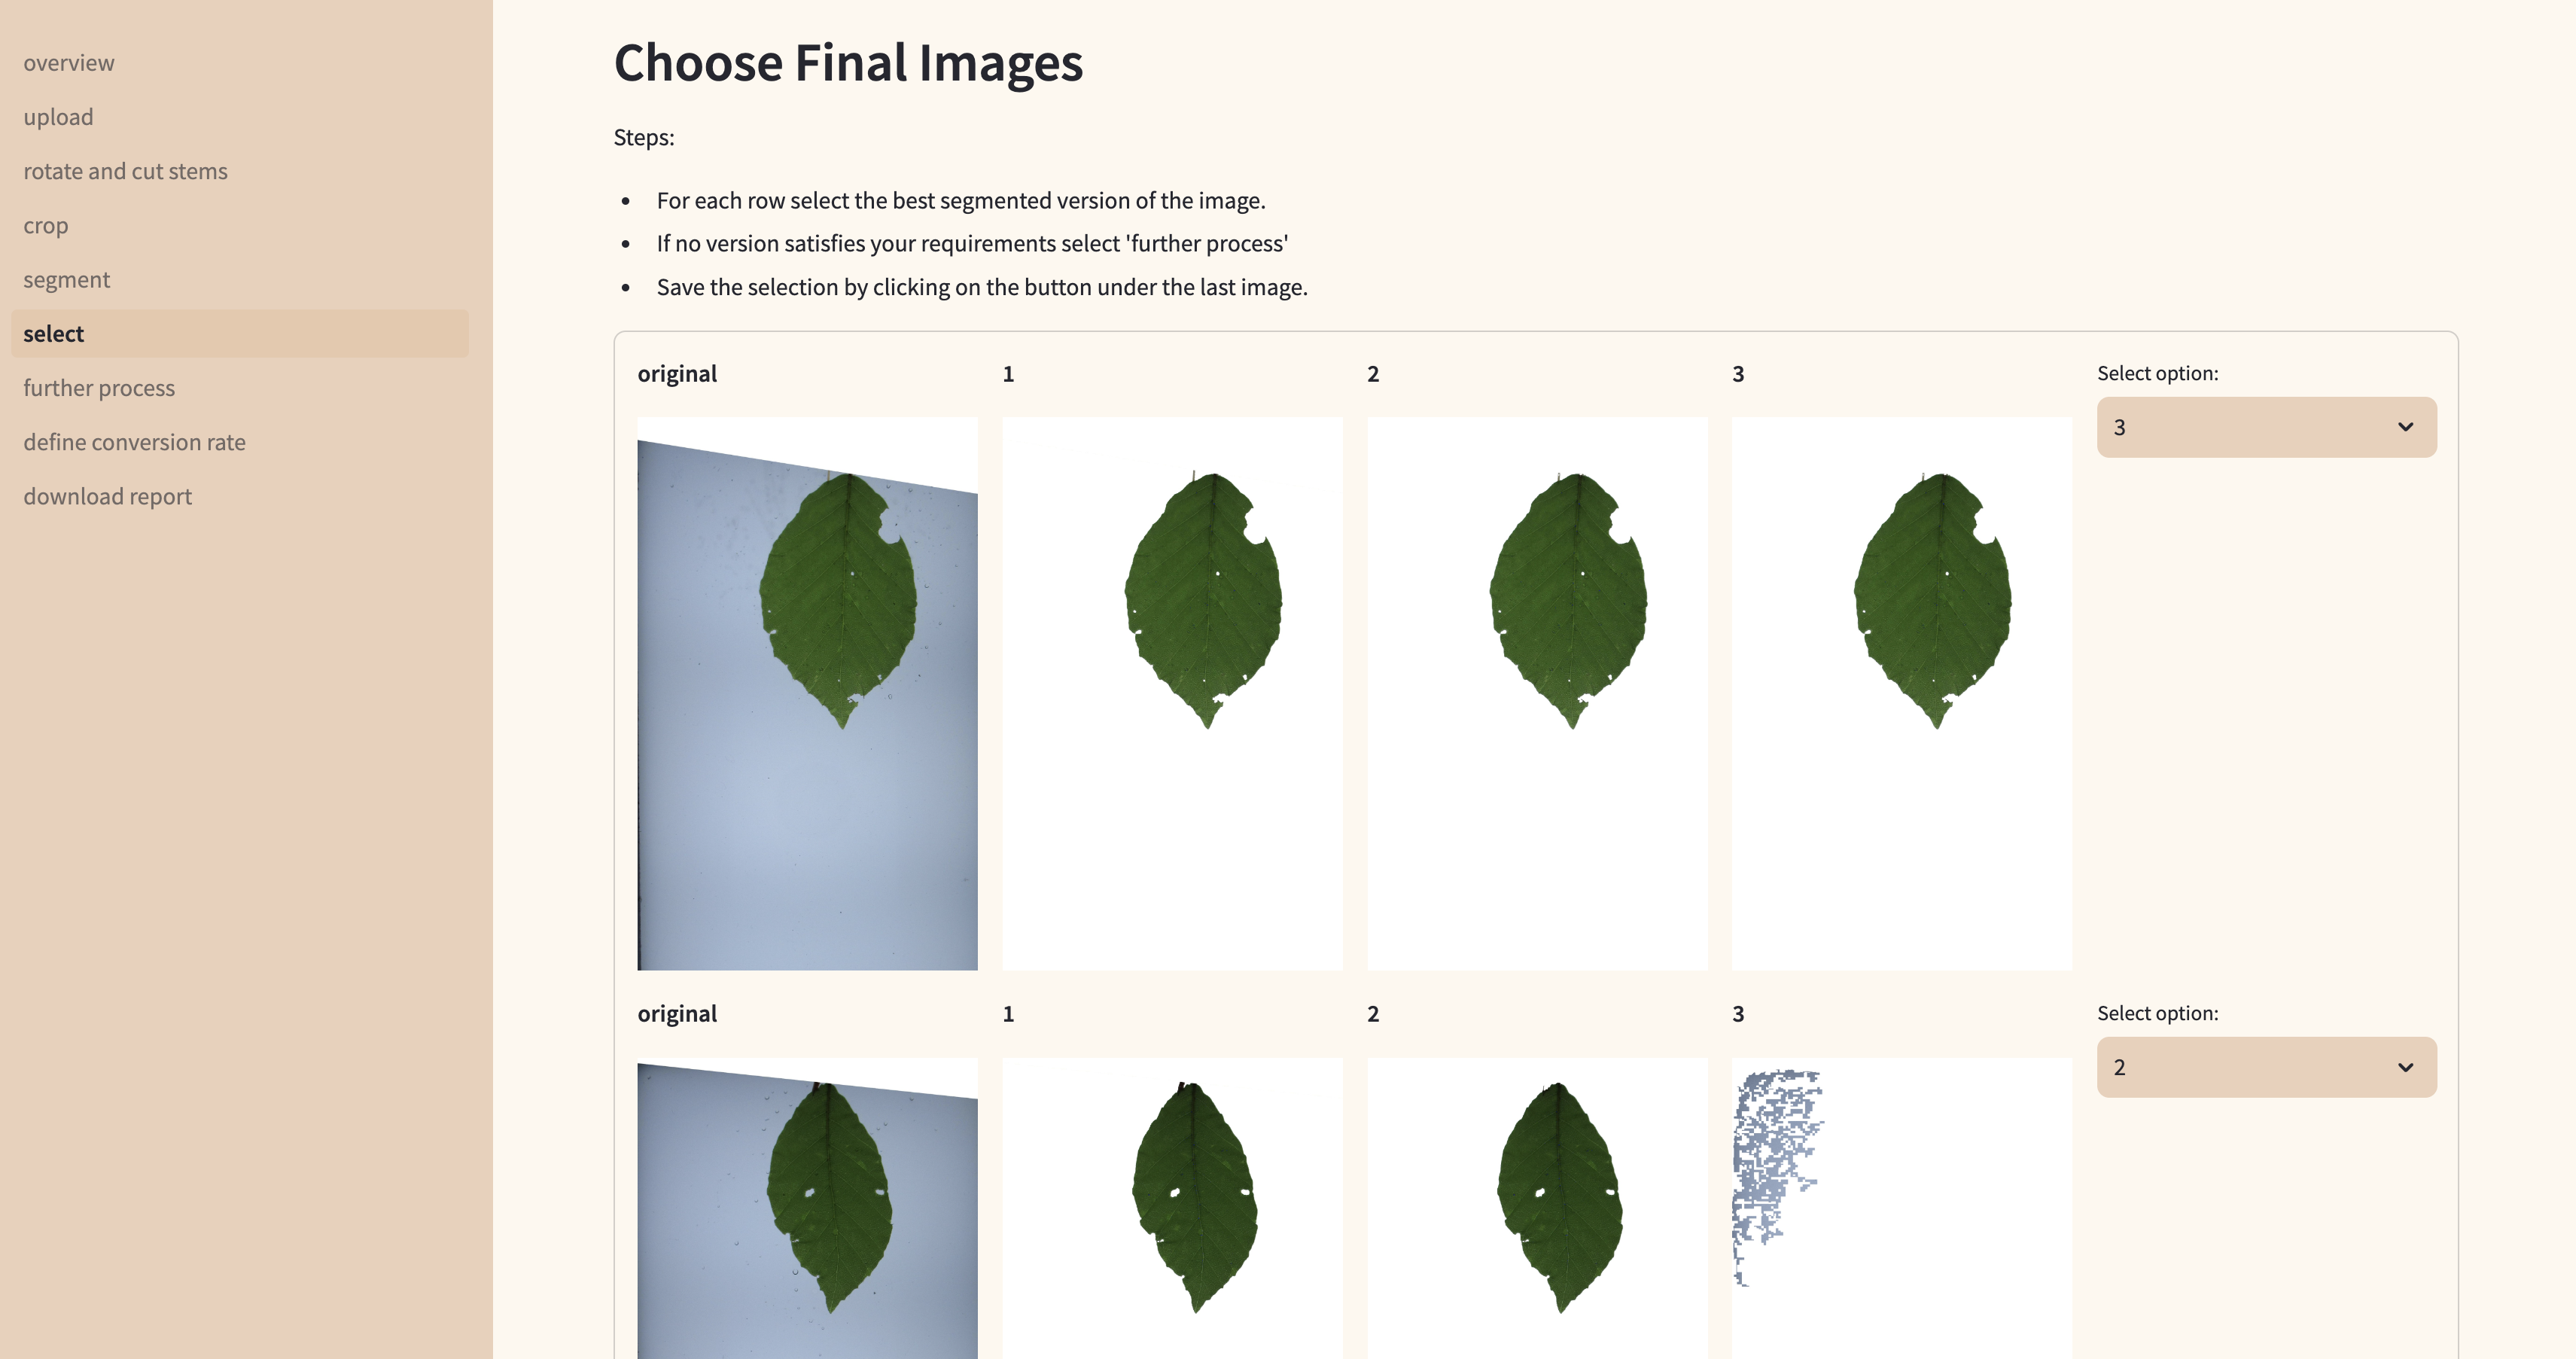 overview
upload
rotate and cut stems
crop
segment
select
further process
define conversion rate
download report
Choose Final Images
Steps:
For each row select the best segmented version of the image.
If no version satisfies your requirements select 'further process'
Save the selection by clicking on the button under the last image.
original 1 2 3 Select option:
3
original 1 2 3 Select option:
2